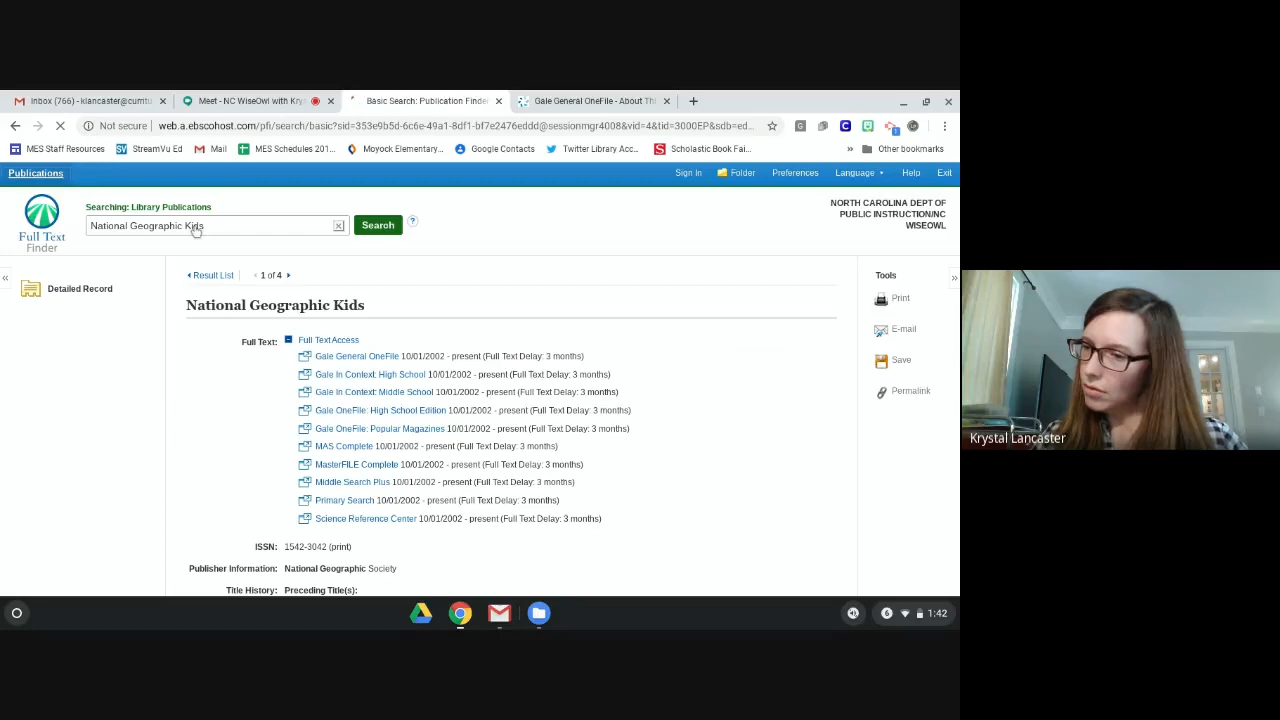 Inbox (766) - klancaster@curritu
Meet - NC WiseOwl with Krys
Basic Search: Publication Finder
Gale General OneFile - About Thi
Not secure
web.a.ebscohost.com/pfi/search/basic?sid=353e9b5d-6c6e-49a1-8df1-bf7e2476eddd@sessionmgr4008&vid=4&tid=3000EP&sdb=ed...
MES Staff Resources
StreamVu Ed
Mail
MES Schedules 201...
Moyock Elementary...
Google Contacts
Twitter Library Acc...
Scholastic Book Fai...
Other bookmarks
Publications
Sign In
Folder
Preferences
Language
Help
Exit
Searching: Library Publications
National Geographic Kids
Search
Full Text
Finder
NORTH CAROLINA DEPT OF
PUBLIC INSTRUCTION/NC
WISEOWL
Detailed Record
Result List
1 of 4
National Geographic Kids
Full Text:
Full Text Access
Gale General OneFile 10/01/2002 - present (Full Text Delay: 3 months)
Gale In Context: High School 10/01/2002 - present (Full Text Delay: 3 months)
Gale In Context: Middle School 10/01/2002 - present (Full Text Delay: 3 months)
Gale OneFile: High School Edition 10/01/2002 - present (Full Text Delay: 3 months)
Gale OneFile: Popular Magazines 10/01/2002 - present (Full Text Delay: 3 months)
MAS Complete 10/01/2002 - present (Full Text Delay: 3 months)
MasterFILE Complete 10/01/2002 - present (Full Text Delay: 3 months)
Middle Search Plus 10/01/2002 - present (Full Text Delay: 3 months)
Primary Search 10/01/2002 - present (Full Text Delay: 3 months)
Science Reference Center 10/01/2002 - present (Full Text Delay: 3 months)
ISSN: 1542-3042 (print)
Publisher Information: National Geographic Society
Title History: Preceding Title(s):
Tools
Print
E-mail
Save
Permalink
Krystal Lancaster
6
1:42